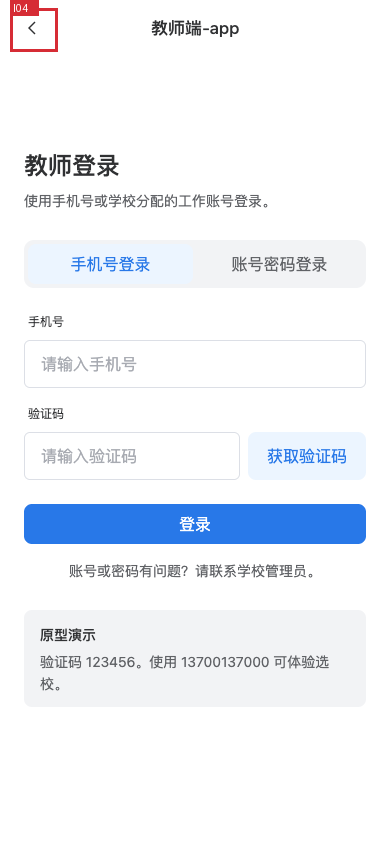 I04
教师端-app
教师登录
使用手机号或学校分配的工作账号登录。
手机号登录
账号密码登录
手机号
请输入手机号
验证码
请输入验证码
获取验证码
登录
账号或密码有问题？请联系学校管理员。
原型演示
验证码 123456。使用 13700137000 可体验选
校。